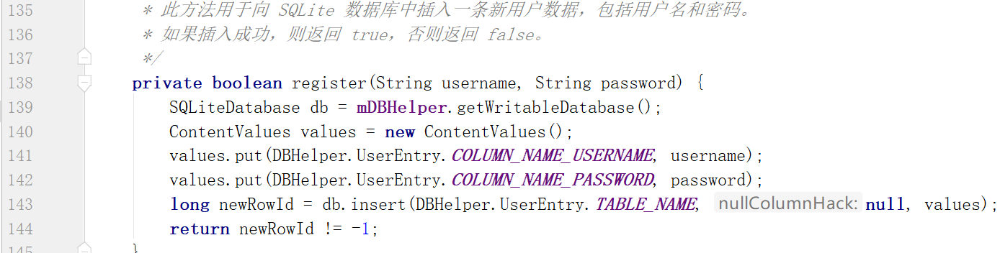 135 * 此方法用于向 SQLite 数据库中插入一条新用户数据，包括用户名和密码。
136 * 如果插入成功，则返回 true，否则返回 false。
137 */
138 private boolean register(String username, String password) {
139 SQLiteDatabase db = mDBHelper.getWritableDatabase();
140 ContentValues values = new ContentValues();
141 values.put(DBHelper.UserEntry.COLUMN_NAME_USERNAME, username);
142 values.put(DBHelper.UserEntry.COLUMN_NAME_PASSWORD, password);
143 long newRowId = db.insert(DBHelper.UserEntry.TABLE_NAME, nullColumnHack: null, values);
144 return newRowId != -1;
145 }